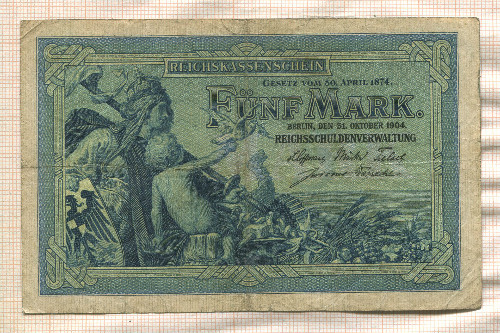 REICHSKASSENSCHEIN
GESETZ VOM 30. APRIL 1874.
FÜNF MARK.
BERLIN, DEN 31. OKTOBER 1904.
REICHSSCHULDENVERWALTUNG